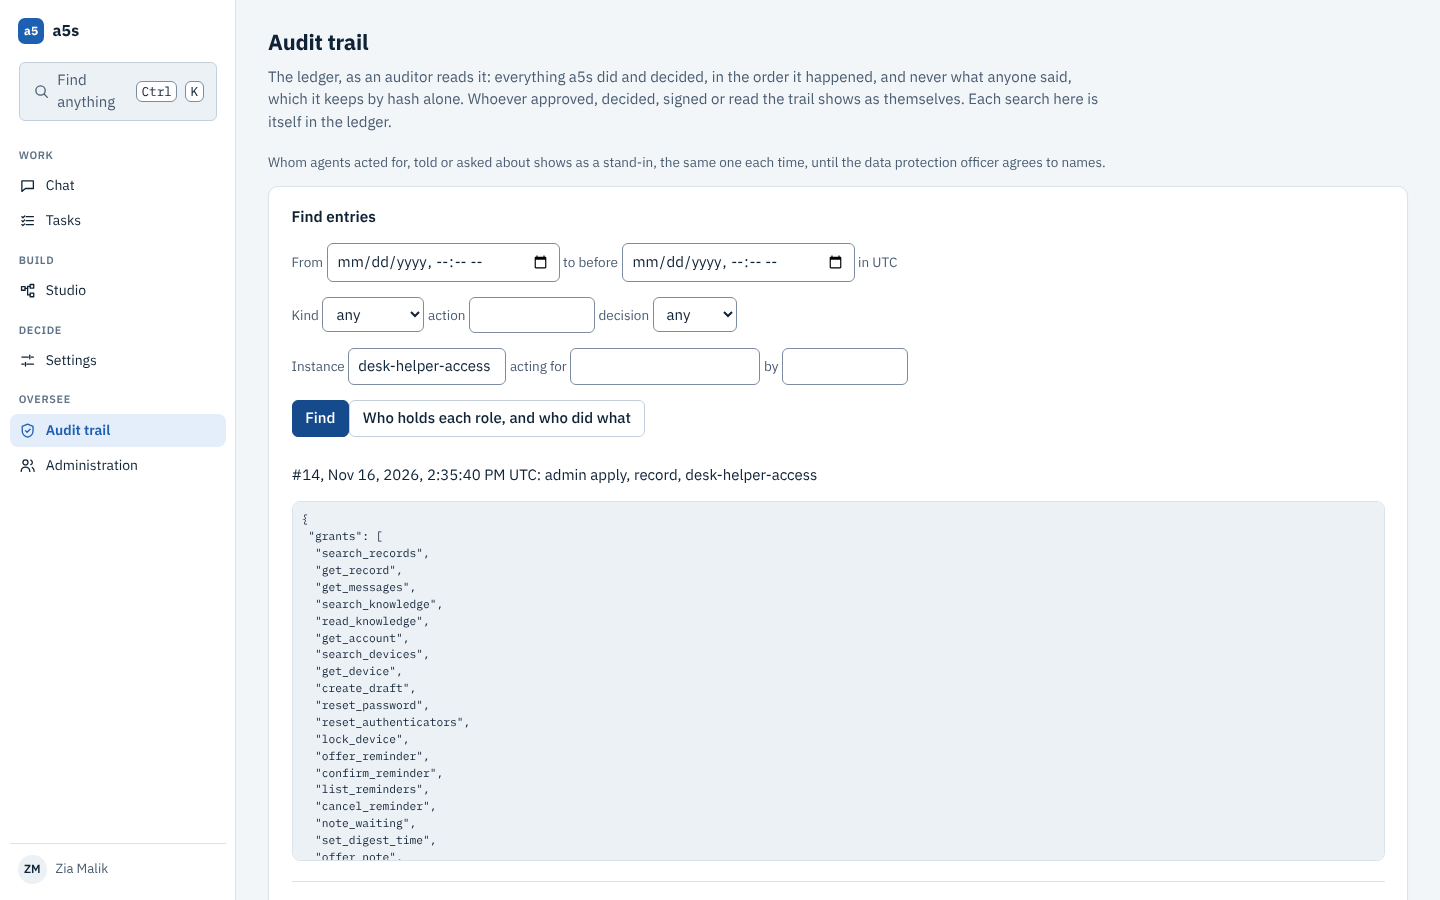 a5 a5s
Find anything Ctrl K
WORK
Chat
Tasks
BUILD
Studio
DECIDE
Settings
OVERSEE
Audit trail
Administration
ZM Zia Malik
Audit trail
The ledger, as an auditor reads it: everything a5s did and decided, in the order it happened, and never what anyone said,
which it keeps by hash alone. Whoever approved, decided, signed or read the trail shows as themselves. Each search here is
itself in the ledger.
Whom agents acted for, told or asked about shows as a stand-in, the same one each time, until the data protection officer agrees to names.
Find entries
From mm/dd/yyyy, --:-- -- to before mm/dd/yyyy, --:-- -- in UTC
Kind any action decision any
Instance desk-helper-access acting for by
Find Who holds each role, and who did what
#14, Nov 16, 2026, 2:35:40 PM UTC: admin apply, record, desk-helper-access
{
"grants": [
"search_records",
"get_record",
"get_messages",
"search_knowledge",
"read_knowledge",
"get_account",
"search_devices",
"get_device",
"create_draft",
"reset_password",
"reset_authenticators",
"lock_device",
"offer_reminder",
"confirm_reminder",
"list_reminders",
"cancel_reminder",
"note_waiting",
"set_digest_time",
"offer_note",